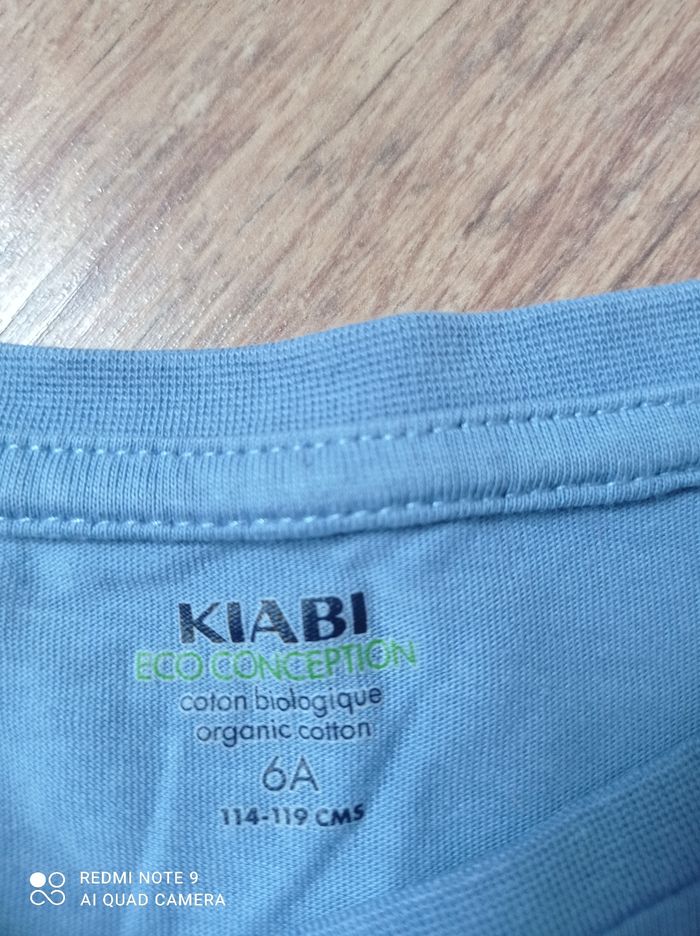 KIABI
ECO CONCEPTION
coton biologique
organic cotton
6A
114-119 CMS
REDMI NOTE 9
AI QUAD CAMERA